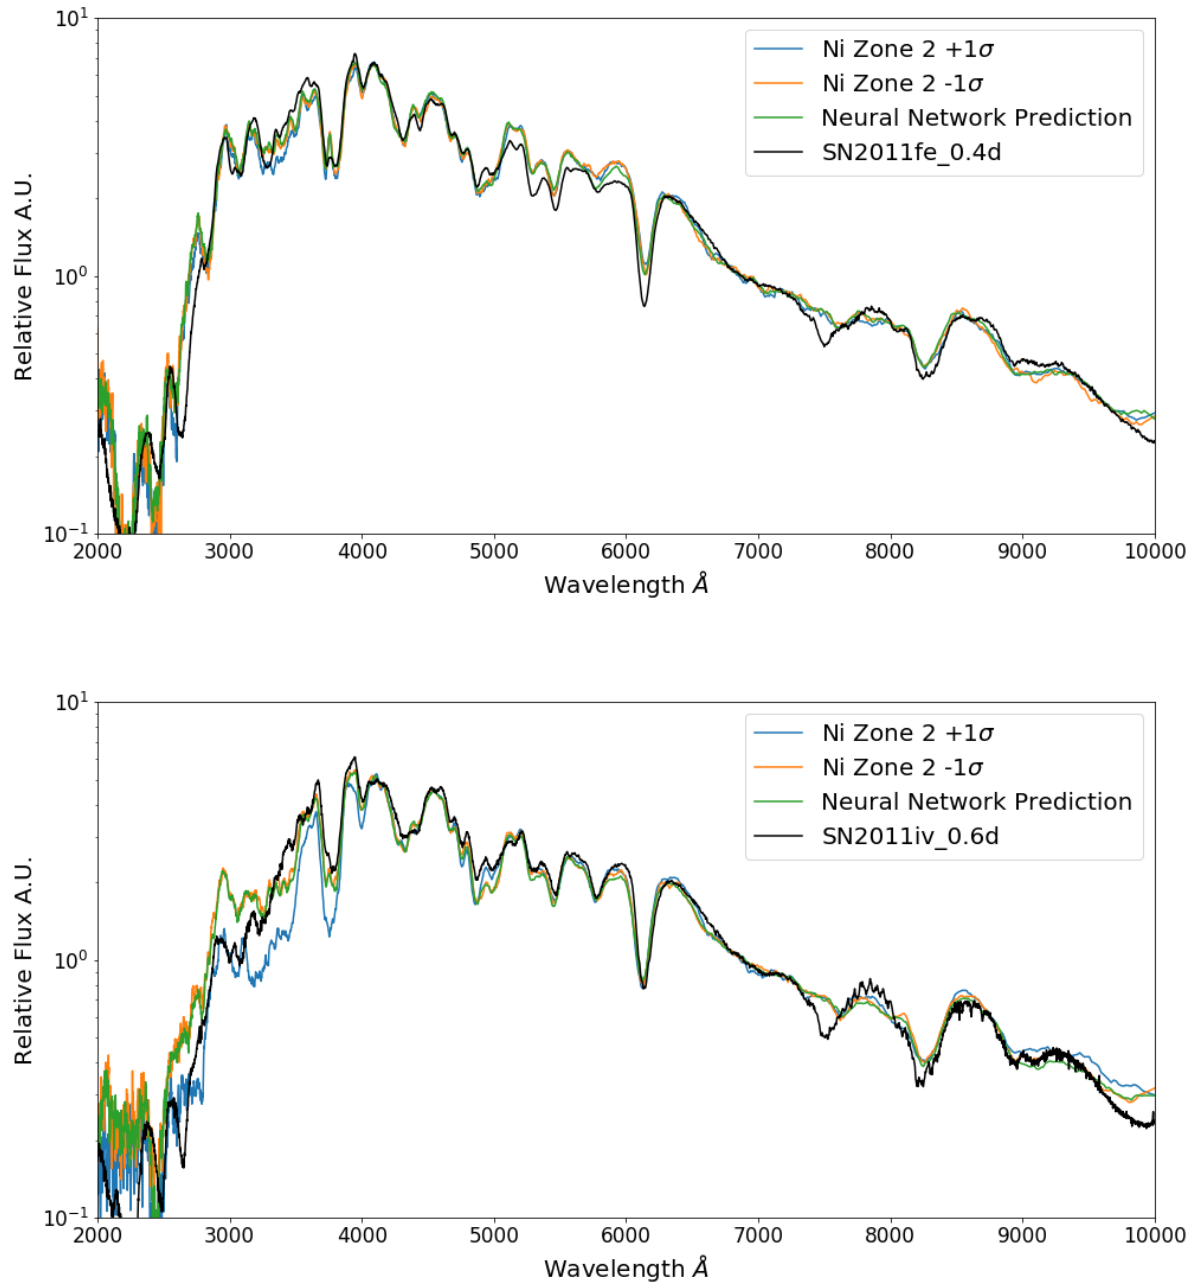 10¹
Ni Zone 2 +1σ
Ni Zone 2 -1σ
Neural Network Prediction
SN2011fe_0.4d
Relative Flux A.U.
10⁰
10⁻¹
2000 3000 4000 5000 6000 7000 8000 9000 10000
Wavelength Å
10¹
Ni Zone 2 +1σ
Ni Zone 2 -1σ
Neural Network Prediction
SN2011iv_0.6d
Relative Flux A.U.
10⁰
10⁻¹
2000 3000 4000 5000 6000 7000 8000 9000 10000
Wavelength Å